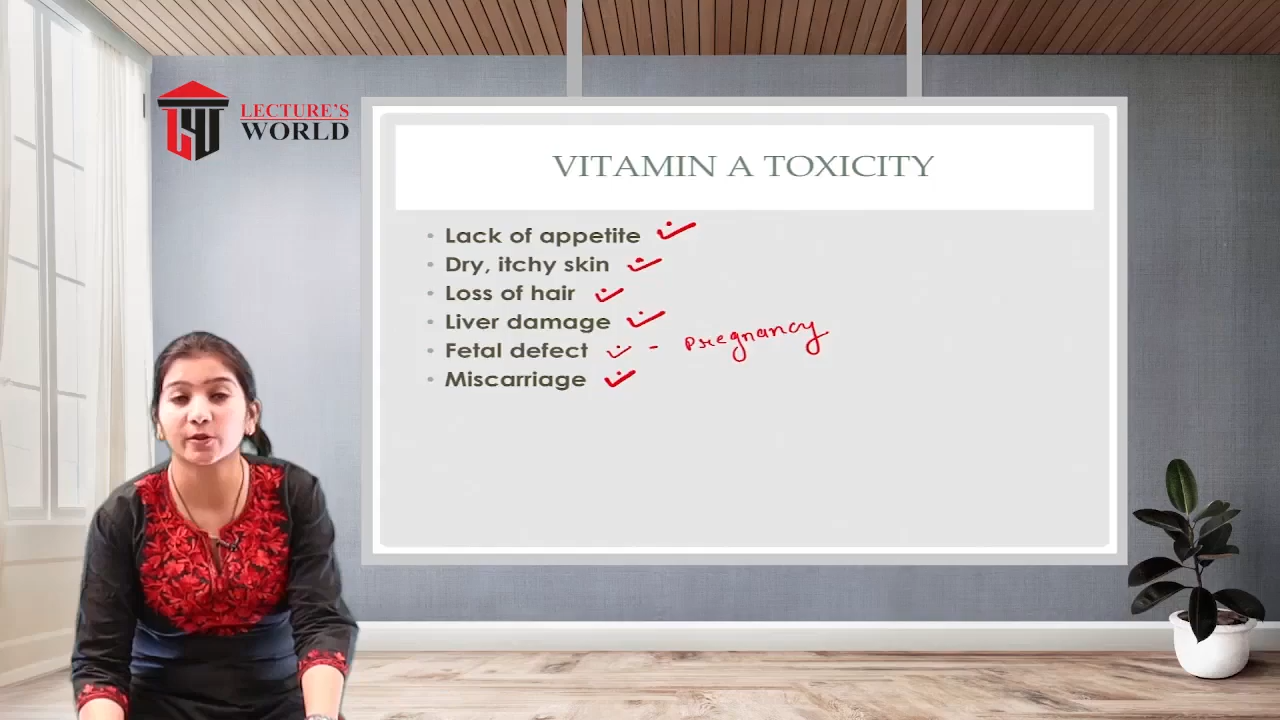 LECTURE'S
WORLD
VITAMIN A TOXICITY
• Lack of appetite
• Dry, itchy skin
• Loss of hair
• Liver damage
• Fetal defect - Pregnancy
• Miscarriage